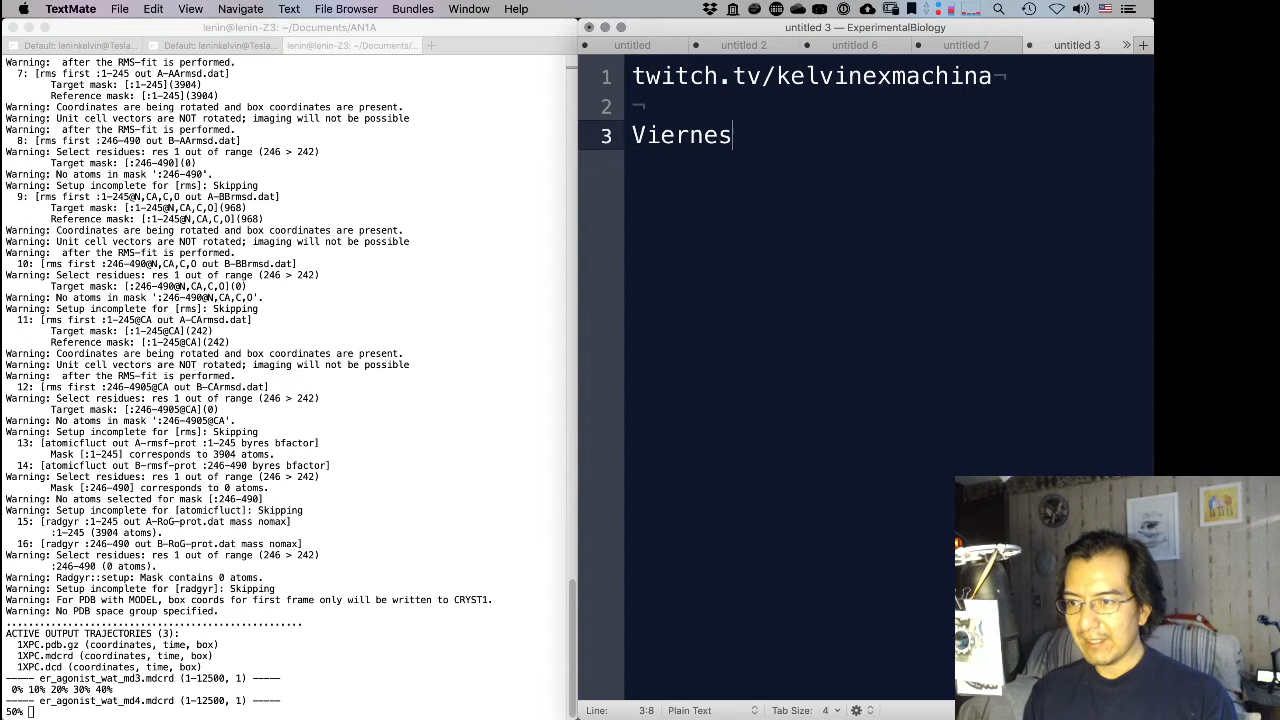 TextMate File Edit View Navigate Text File Browser Bundles Window Help
lenin@lenin-Z3: ~/Documents/AN1A
Default: leninkelvin@Tesla... Default: leninkelvin@Tesla... lenin@lenin-Z3: ~/Documents/...
Warning:  after the RMS-fit is performed.
7: [rms first :1-245 out A-AArmsd.dat]
Target mask: [:1-245](3904)
Reference mask: [:1-245](3904)
Warning: Coordinates are being rotated and box coordinates are present.
Warning: Unit cell vectors are NOT rotated; imaging will not be possible
Warning:  after the RMS-fit is performed.
8: [rms first :246-490 out B-AArmsd.dat]
Warning: Select residues: res 1 out of range (246 > 242)
Target mask: [:246-490](0)
Warning: No atoms in mask ':246-490'.
Warning: Setup incomplete for [rms]: Skipping
9: [rms first :1-245@N,CA,C,O out A-BBrmsd.dat]
Target mask: [:1-245@N,CA,C,O](968)
Reference mask: [:1-245@N,CA,C,O](968)
Warning: Coordinates are being rotated and box coordinates are present.
Warning: Unit cell vectors are NOT rotated; imaging will not be possible
Warning:  after the RMS-fit is performed.
10: [rms first :246-490@N,CA,C,O out B-BBrmsd.dat]
Warning: Select residues: res 1 out of range (246 > 242)
Target mask: [:246-490@N,CA,C,O](0)
Warning: No atoms in mask ':246-490@N,CA,C,O'.
Warning: Setup incomplete for [rms]: Skipping
11: [rms first :1-245@CA out A-CArmsd.dat]
Target mask: [:1-245@CA](242)
Reference mask: [:1-245@CA](242)
Warning: Coordinates are being rotated and box coordinates are present.
Warning: Unit cell vectors are NOT rotated; imaging will not be possible
Warning:  after the RMS-fit is performed.
12: [rms first :246-4905@CA out B-CArmsd.dat]
Warning: Select residues: res 1 out of range (246 > 242)
Target mask: [:246-4905@CA](0)
Warning: No atoms in mask ':246-4905@CA'.
Warning: Setup incomplete for [rms]: Skipping
13: [atomicfluct out A-rmsf-prot :1-245 byres bfactor]
Mask [:1-245] corresponds to 3904 atoms.
14: [atomicfluct out B-rmsf-prot :246-490 byres bfactor]
Warning: Select residues: res 1 out of range (246 > 242)
Mask [:246-490] corresponds to 0 atoms.
Warning: No atoms selected for mask [:246-490]
Warning: Setup incomplete for [atomicfluct]: Skipping
15: [radgyr :1-245 out A-RoG-prot.dat mass nomax]
:1-245 (3904 atoms).
16: [radgyr :246-490 out B-RoG-prot.dat mass nomax]
Warning: Select residues: res 1 out of range (246 > 242)
:246-490 (0 atoms).
Warning: Radgyr::setup: Mask contains 0 atoms.
Warning: Setup incomplete for [radgyr]: Skipping
Warning: For PDB with MODEL, box coords for first frame only will be written to CRYST1.
Warning: No PDB space group specified.
....................................................
ACTIVE OUTPUT TRAJECTORIES (3):
1XPC.pdb.gz (coordinates, time, box)
1XPC.mdcrd (coordinates, time, box)
1XPC.dcd (coordinates, time, box)
----- er_agonist_wat_md3.mdcrd (1-12500, 1) -----
0% 10% 20% 30% 40%
----- er_agonist_wat_md4.mdcrd (1-12500, 1) -----
50%
untitled 3 — ExperimentalBiology
untitled untitled 2 untitled 6 untitled 7 untitled 3
1 twitch.tv/kelvinexmachina¬
2 ¬
3 Viernes
Line: 3:8 Plain Text Tab Size: 4